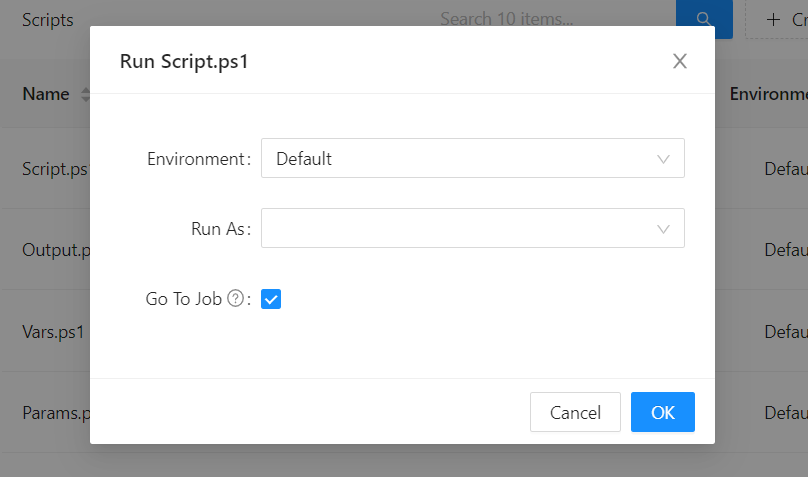 Scripts
Search 10 items...
+ Cr
Run Script.ps1
Name
Environme
Environment:
Default
Script.ps
Defau
Run As:
Output.p
Defau
Go To Job ? :
Vars.ps1
Defau
Params.p
Defau
Cancel
OK